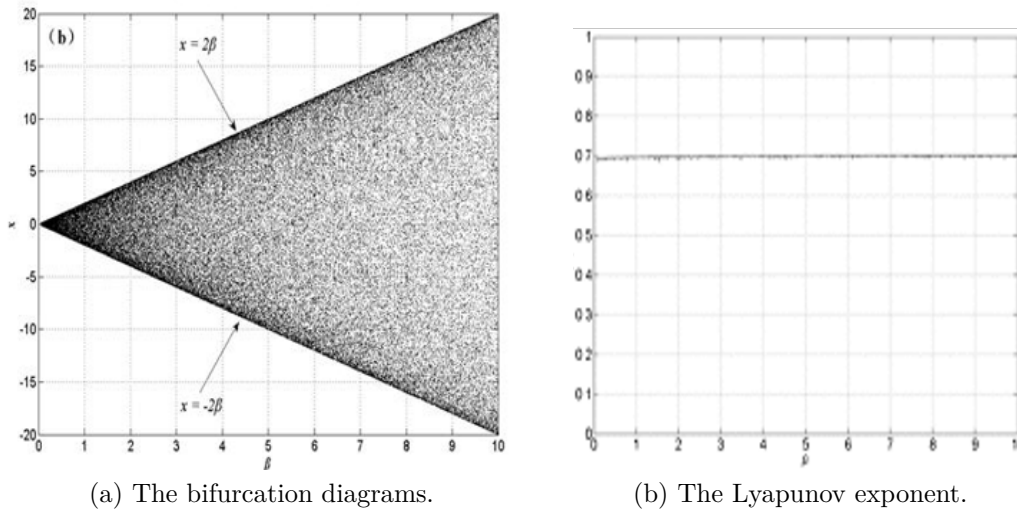 (b)
x = 2β
x = -2β
20
15
10
5
0
-5
-10
-15
-20
x
0 1 2 3 4 5 6 7 8 9 10
β
1
0.9
0.8
0.7
0.6
0.5
0.4
0.3
0.2
0.1
0
0 1 2 3 4 5 6 7 8 9 10
(a) The bifurcation diagrams.
(b) The Lyapunov exponent.